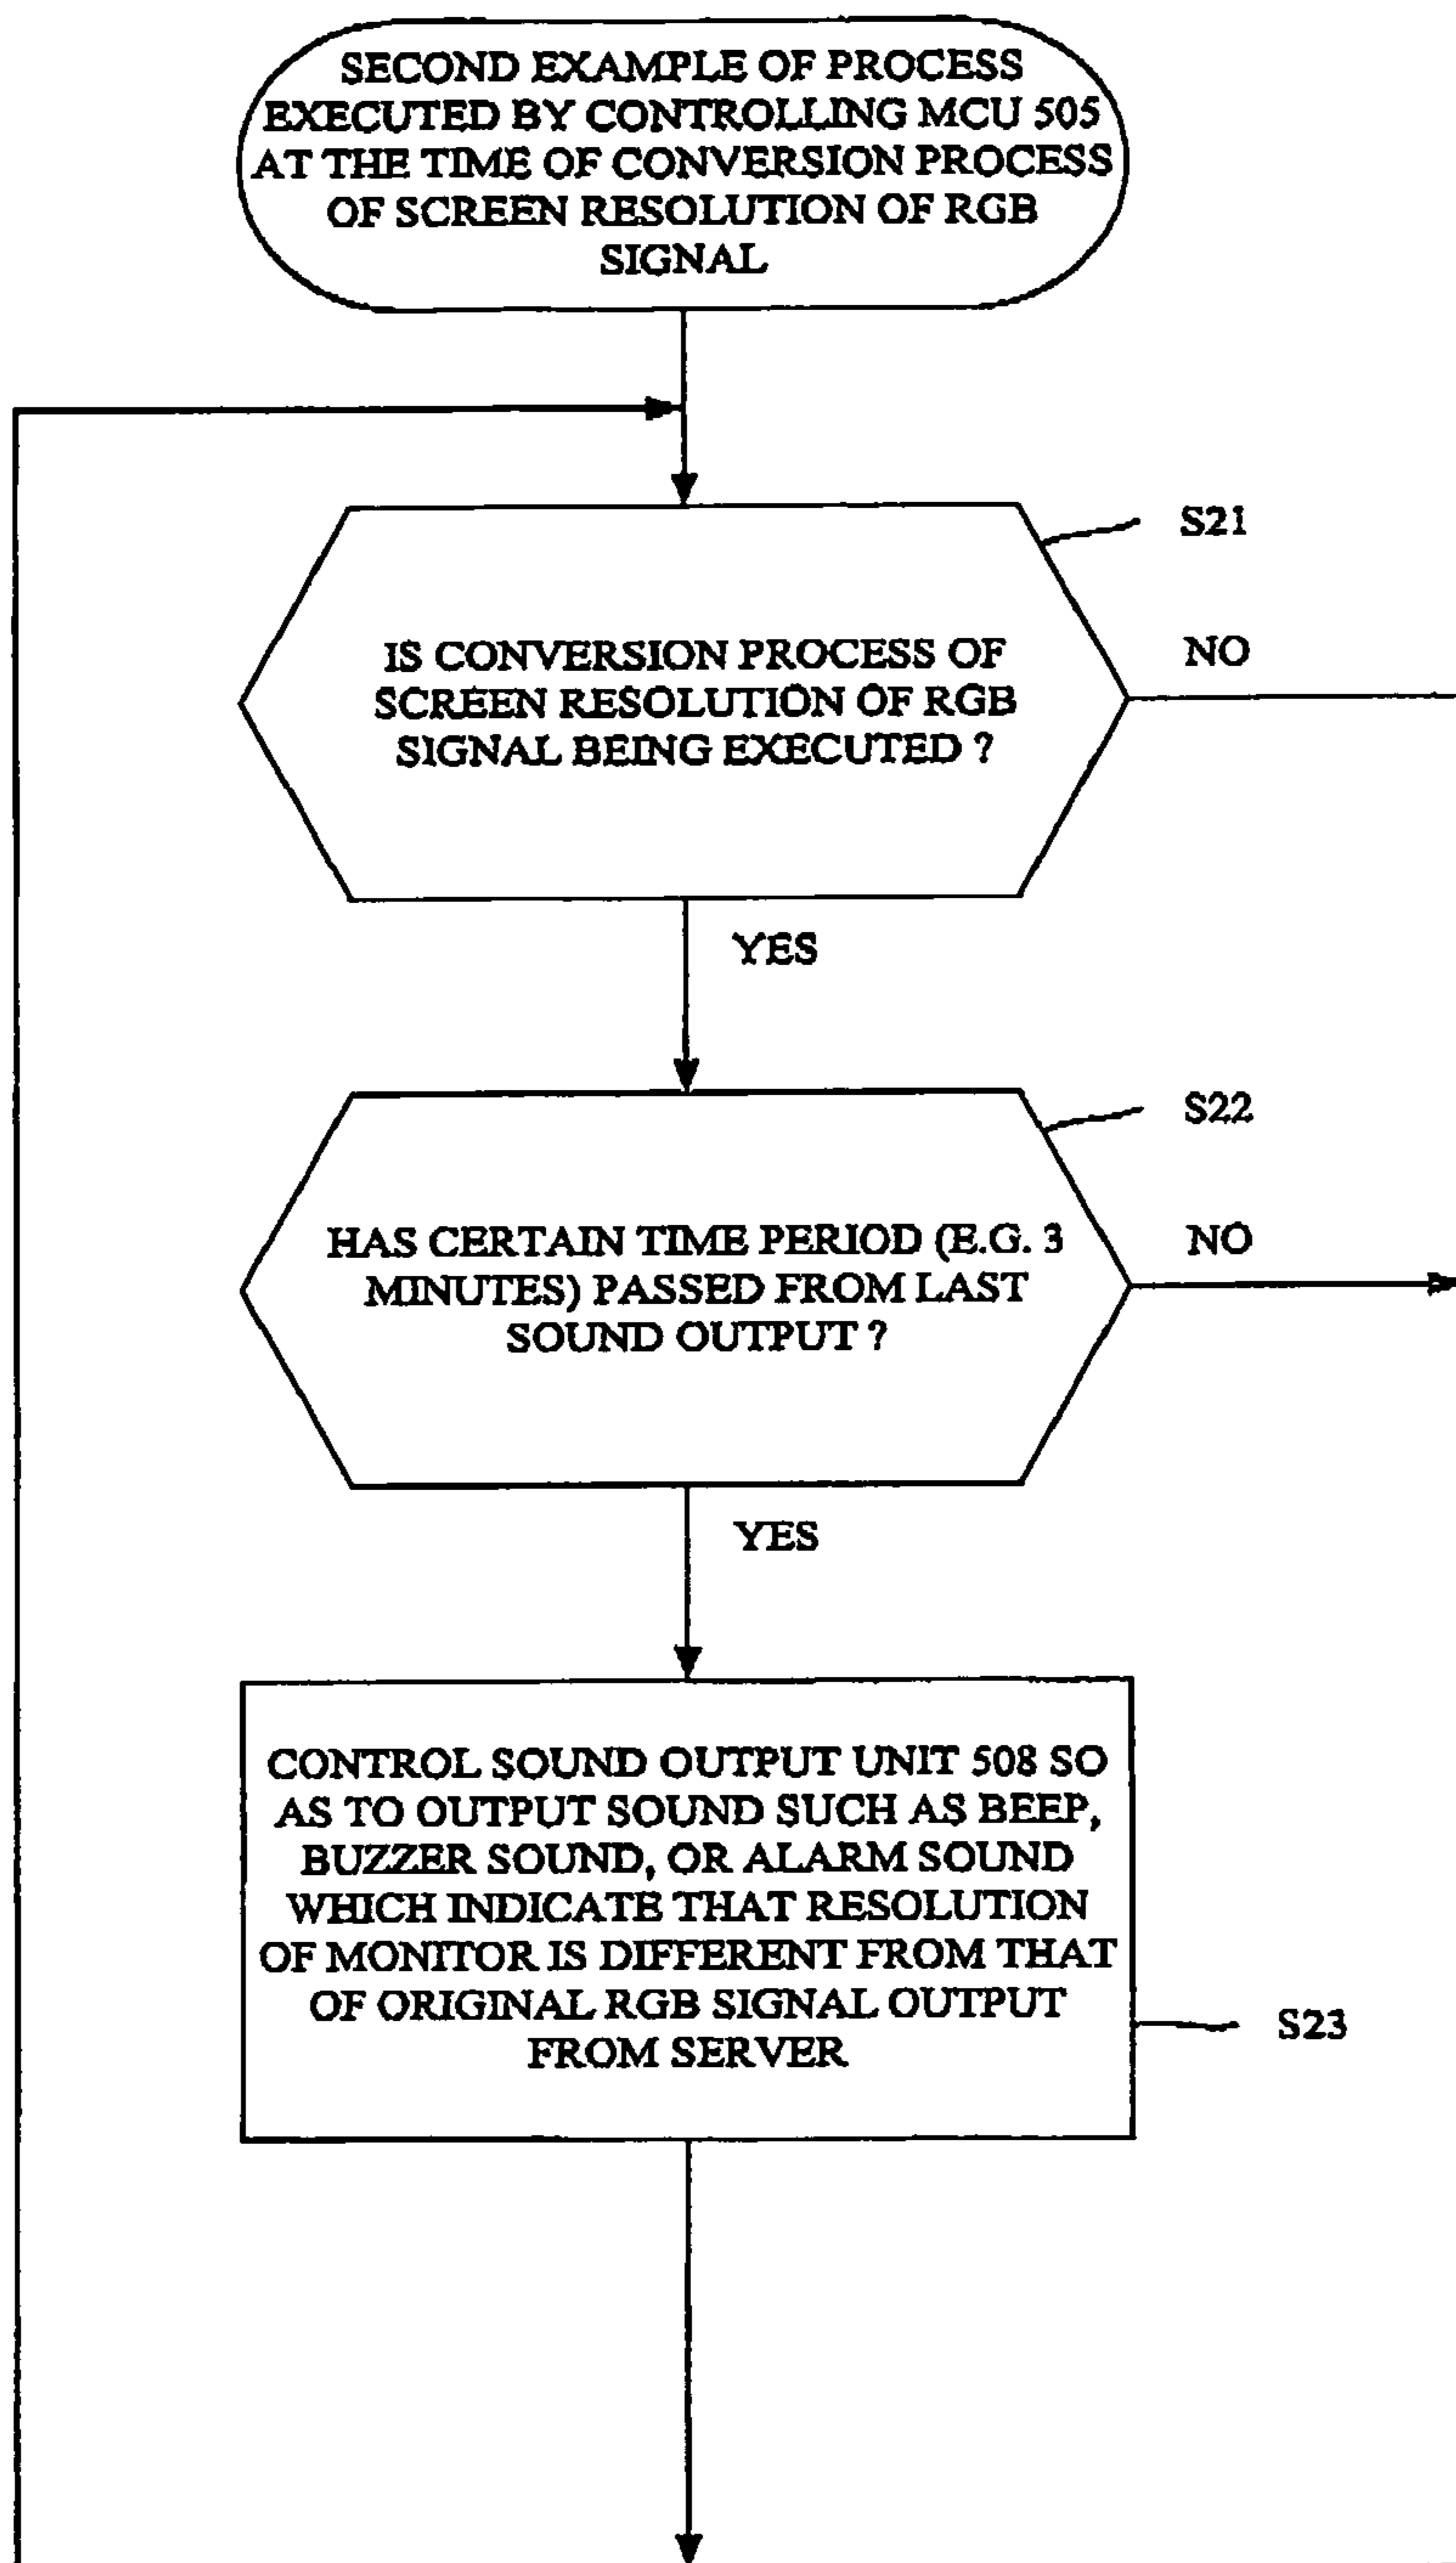 SECOND EXAMPLE OF PROCESS
EXECUTED BY CONTROLLING MCU 505
AT THE TIME OF CONVERSION PROCESS
OF SCREEN RESOLUTION OF RGB
SIGNAL
S21
IS CONVERSION PROCESS OF
SCREEN RESOLUTION OF RGB
SIGNAL BEING EXECUTED ?
NO
YES
S22
HAS CERTAIN TIME PERIOD (E.G. 3
MINUTES) PASSED FROM LAST
SOUND OUTPUT ?
NO
YES
CONTROL SOUND OUTPUT UNIT 508 SO
AS TO OUTPUT SOUND SUCH AS BEEP,
BUZZER SOUND, OR ALARM SOUND
WHICH INDICATE THAT RESOLUTION
OF MONITOR IS DIFFERENT FROM THAT
OF ORIGINAL RGB SIGNAL OUTPUT
FROM SERVER
S23